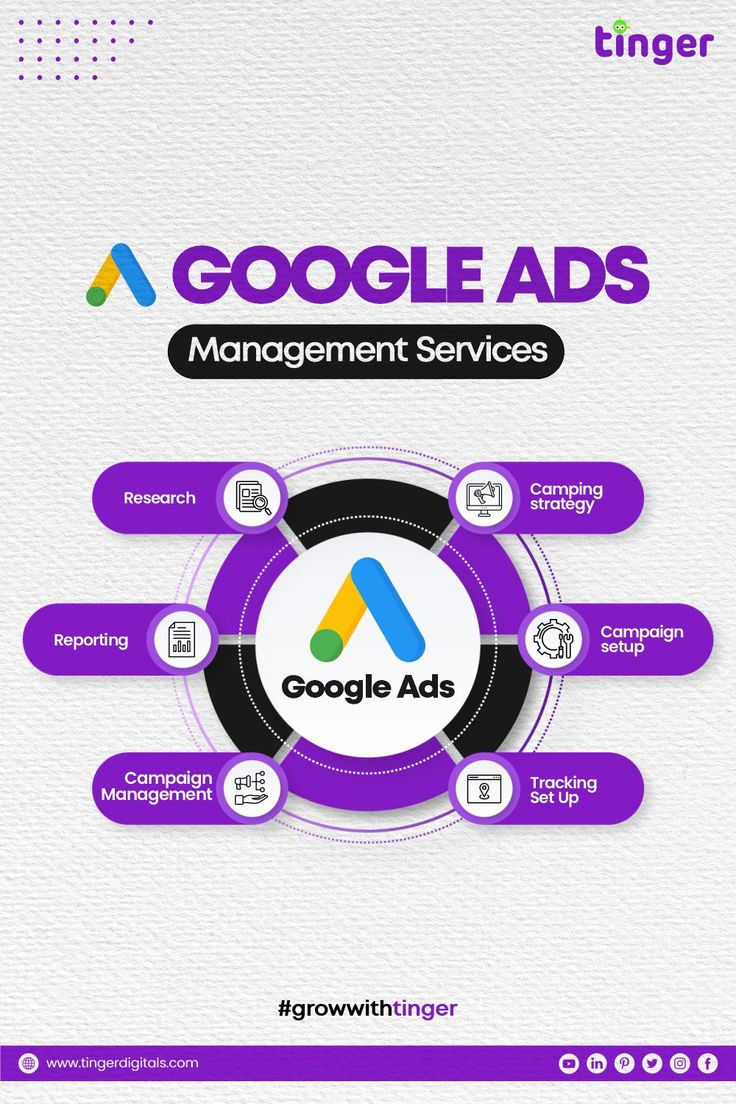 tinger
GOOGLE ADS
Management Services
Research
Camping
strategy
Reporting
Campaign
setup
Google Ads
Campaign
Management
Tracking
Set Up
#growwithtinger
www.tingerdigitals.com